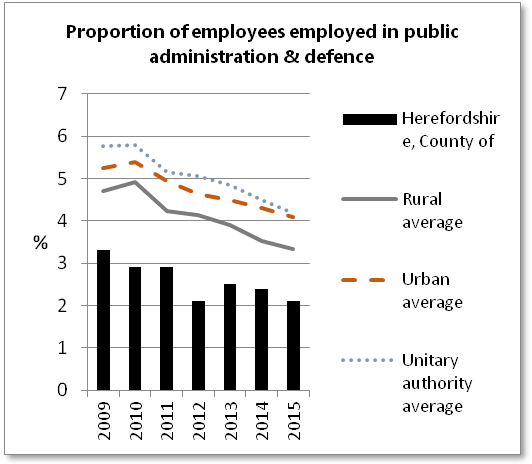 Proportion of employees employed in public
administration & defence
7
6
5
4
3
2
1
0
%
2009
2010
2011
2012
2013
2014
2015
Herefordshir
e, County of
Rural
average
Urban
average
Unitary
authority
average